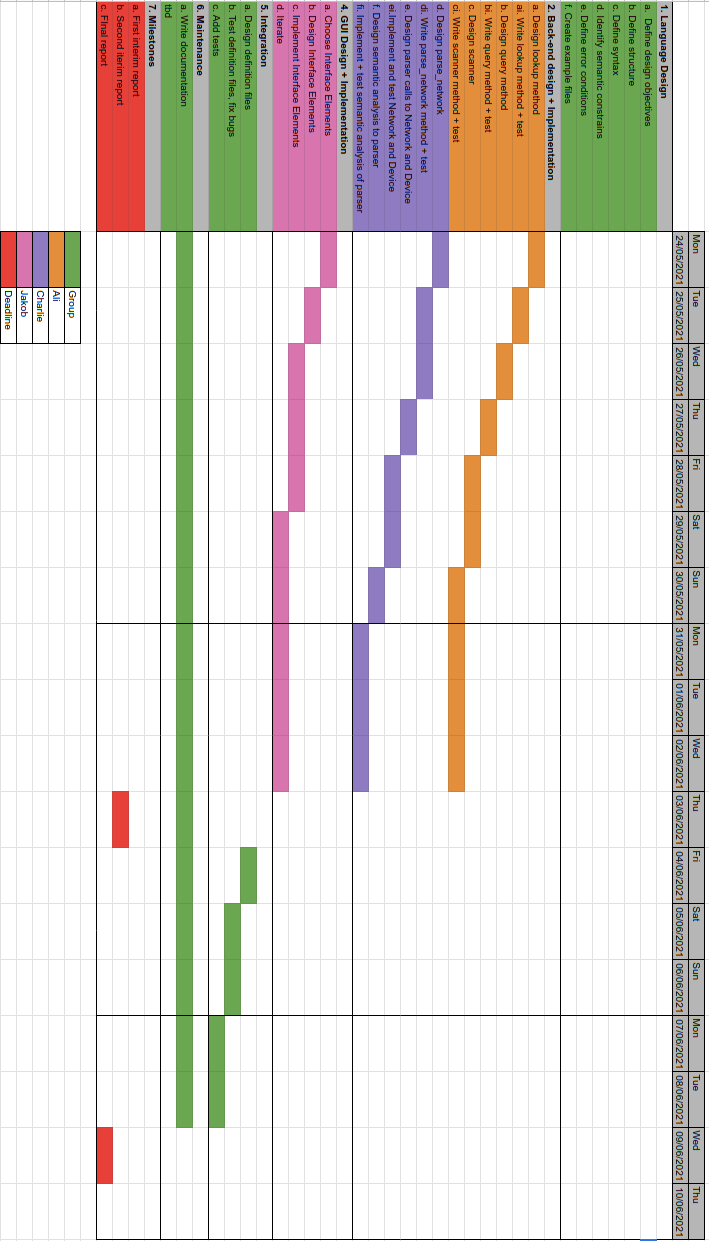 Mon Tue Wed Thu Fri Sat Sun Mon Tue Wed Thu Fri Sat Sun Mon Tue Wed Thu
24/05/2021 25/05/2021 26/05/2021 27/05/2021 28/05/2021 29/05/2021 30/05/2021 31/05/2021 01/06/2021 02/06/2021 03/06/2021 04/06/2021 05/06/2021 06/06/2021 07/06/2021 08/06/2021 09/06/2021 10/06/2021
1. Language Design
a. Define design objectives
b. Define structure
c. Define syntax
d. Identify semantic constrains
e. Define error conditions
f. Create example files
2. Back-end design + Implementation
a. Design lookup method
ai. Write lookup method + test
b. Design query method
bi. Write query method + test
c. Design scanner
ci. Write scanner method + test
d. Design parse_network
di. Write parse_network method + test
e. Design parser calls to Network and Device
ei.Implement and test Network and Device
f. Design semantic analysis to parser
fi. Implement + test semantic analysis of parser
4. GUI Design + Implementation
a. Choose Interface Elements
b. Design Interface Elements
c. Implement Interface Elements
d. Iterate
5. Integration
a. Design definition files
b. Test definition files, fix bugs
c. Add tests
6. Maintenance
a. Write documentation
tbd
7. Milestones
a. First interim report
b. Second iterim report
c. FInal report
Group
Ali
Charlie
Jakob
Deadline